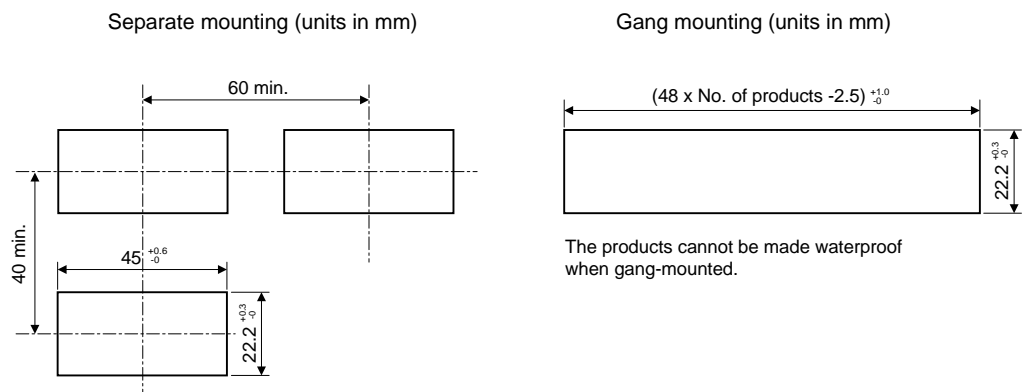 Separate mounting (units in mm)
Gang mounting (units in mm)
60 min.
(48 x No. of products -2.5) +1.0 -0
22.2 +0.3 -0
The products cannot be made waterproof
when gang-mounted.
40 min.
45 +0.6 -0
22.2 +0.3 -0